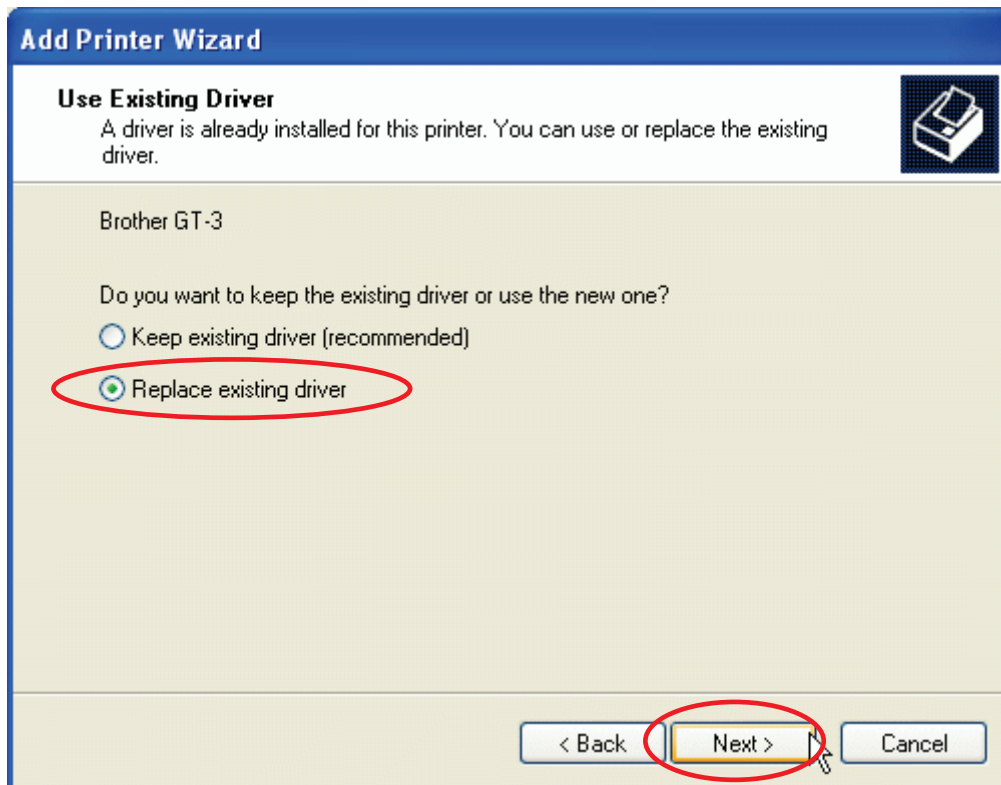 Add Printer Wizard
Use Existing Driver
A driver is already installed for this printer. You can use or replace the existing
driver.
Brother GT-3
Do you want to keep the existing driver or use the new one?
Keep existing driver (recommended)
Replace existing driver
< Back Next > Cancel